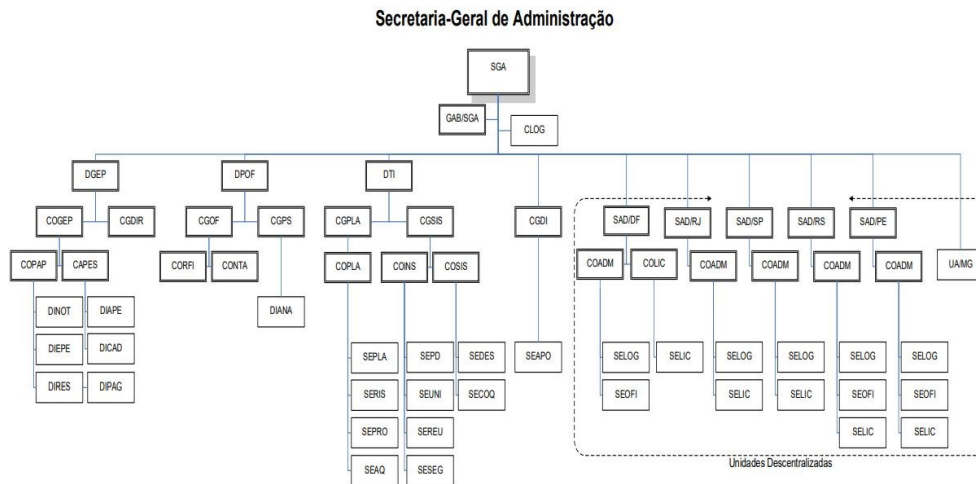 Secretaria-Geral de Administração
SGA
GAB/SGA
CLOG
DGEP
DPOF
DTI
COGEP
CGDIR
CGOF
CGPS
CGPLA
CGSIS
CGDI
SAD/DF
SAD/RJ
SAD/SP
SAD/RS
SAD/PE
COPAP
CAPES
CORFI
CONTA
COPLA
COINS
COSIS
COADM
COLIC
COADM
COADM
COADM
COADM
UA/MG
DINOT
DIAPE
DIANA
DIEPE
DICAD
SEPLA
SEPD
SEDES
SEAPO
SELOG
SELIC
SELOG
SELOG
SELOG
SELOG
DIRES
DIPAG
SERIS
SEUNI
SECOQ
SEOFI
SELIC
SELIC
SEOFI
SEOFI
SEPRO
SEREU
SELIC
SELIC
SEAQ
SESEG
Unidades Descentralizadas